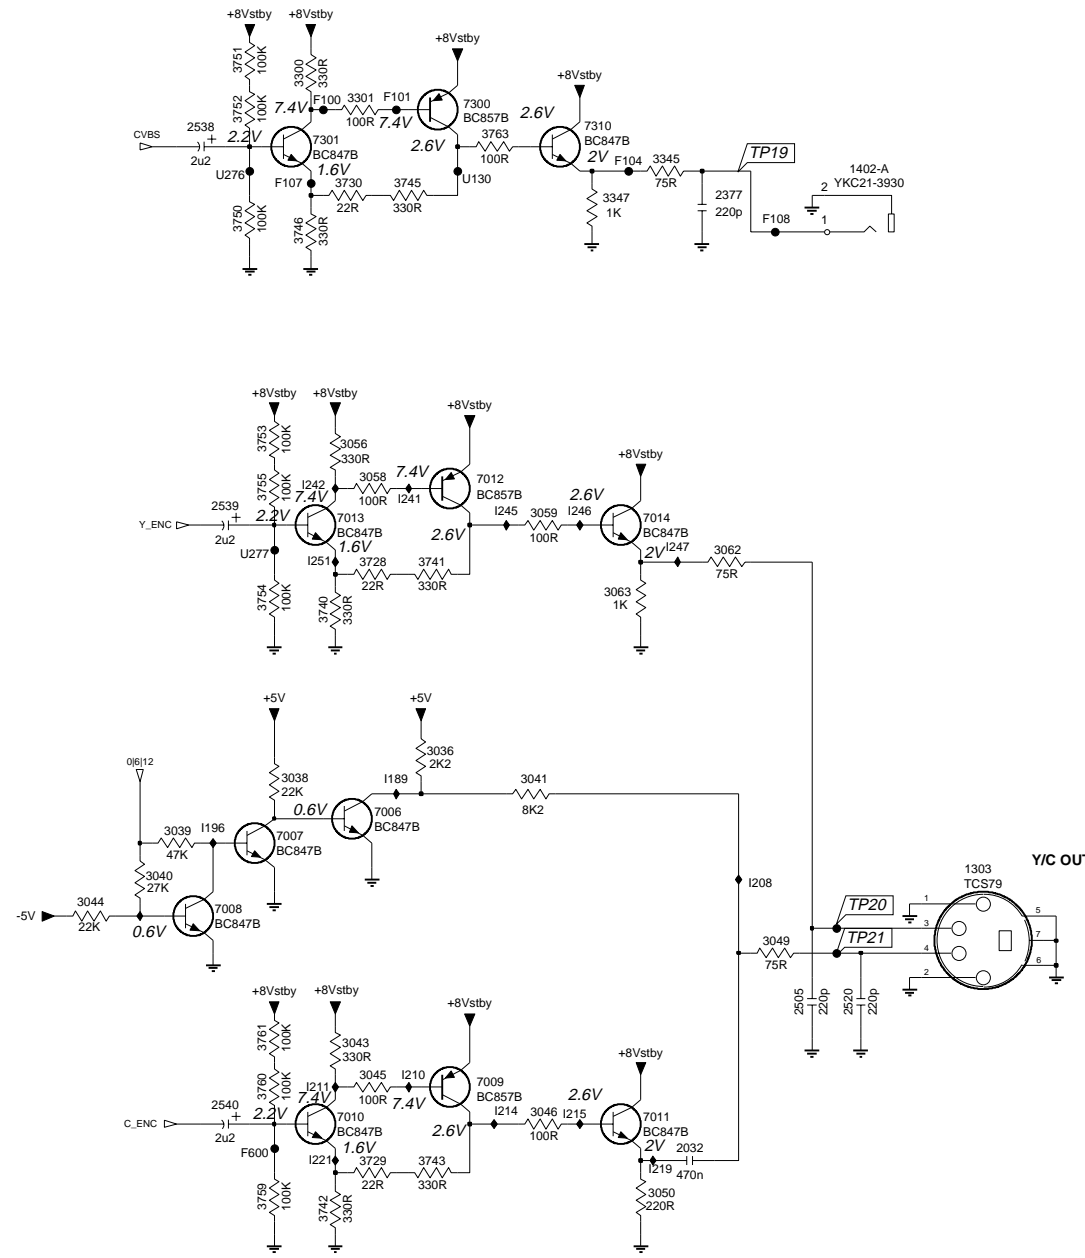 +8Vstby
+8Vstby
+8Vstby
+8Vstby
3751
100K
3300
330R
3752
100K
7.4V
F100
3301
100R
F101
7.4V
7300
BC857B
CVBS
2538
+
2u2
2.2V
7301
BC847B
1.6V
2.6V
3763
100R
2.6V
7310
BC847B
2V
F104
3345
75R
TP19
1402-A
YKC21-3930
2
U276
F107
3730
22R
3745
330R
U130
3750
100K
3746
330R
3347
1K
2377
220p
F108
1
+8Vstby
+8Vstby
+8Vstby
+8Vstby
3753
100K
3056
330R
3755
100K
I242
7.4V
3058
100R
7.4V
I241
7012
BC857B
Y_ENC
2539
+
2u2
2.2V
7013
BC847B
1.6V
2.6V
I245
3059
100R
2.6V
I246
7014
BC847B
2V
I247
3062
75R
U277
I251
3728
22R
3741
330R
3754
100K
3740
330R
3063
1K
+5V
+5V
0|6|12
3038
22K
3036
2K2
I189
3041
8K2
0.6V
7006
BC847B
3039
47K
I196
7007
BC847B
3040
27K
-5V
3044
22K
0.6V
7008
BC847B
I208
Y/C OUT
1303
TCS79
TP20
TP21
3049
75R
1
3
4
2
5
7
6
2505
220p
2520
220p
+8Vstby
+8Vstby
+8Vstby
+8Vstby
3761
100K
3043
330R
3760
100K
I211
7.4V
3045
100R
I210
7.4V
7009
BC857B
C_ENC
2540
+
2u2
2.2V
7010
BC847B
1.6V
2.6V
I214
3046
100R
2.6V
I215
7011
BC847B
2V
I219
2032
470n
F600
I221
3729
22R
3743
330R
3759
100K
3742
330R
3050
220R